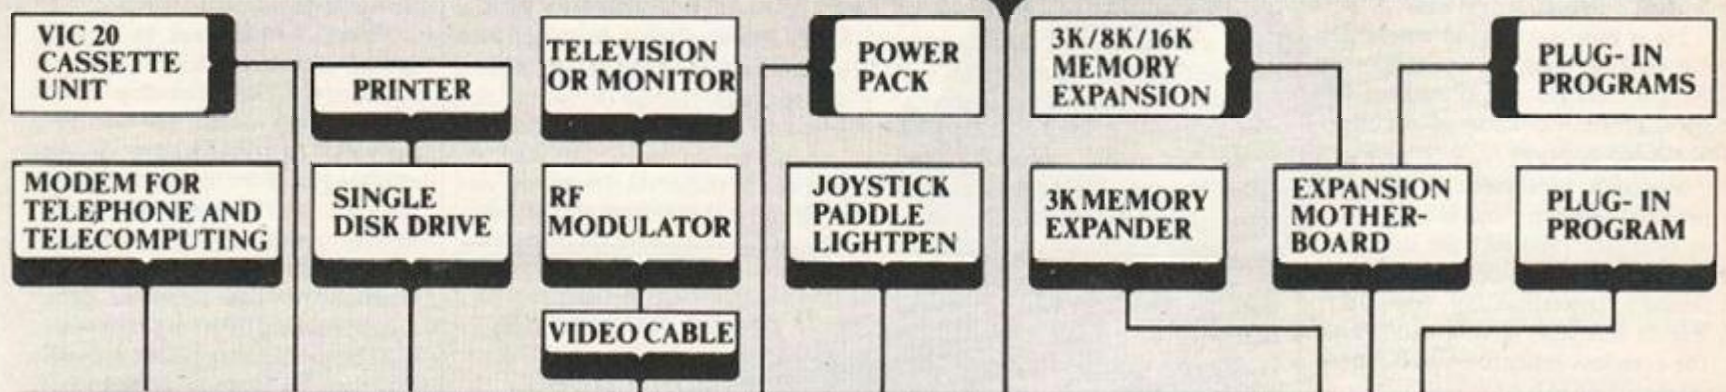 VIC 20
CASSETTE
UNIT
PRINTER
TELEVISION
OR MONITOR
POWER
PACK
3K/8K/16K
MEMORY
EXPANSION
PLUG- IN
PROGRAMS
MODEM FOR
TELEPHONE AND
TELECOMPUTING
SINGLE
DISK DRIVE
RF
MODULATOR
JOYSTICK
PADDLE
LIGHTPEN
3K MEMORY
EXPANDER
EXPANSION
MOTHER-
BOARD
PLUG- IN
PROGRAM
VIDEO CABLE